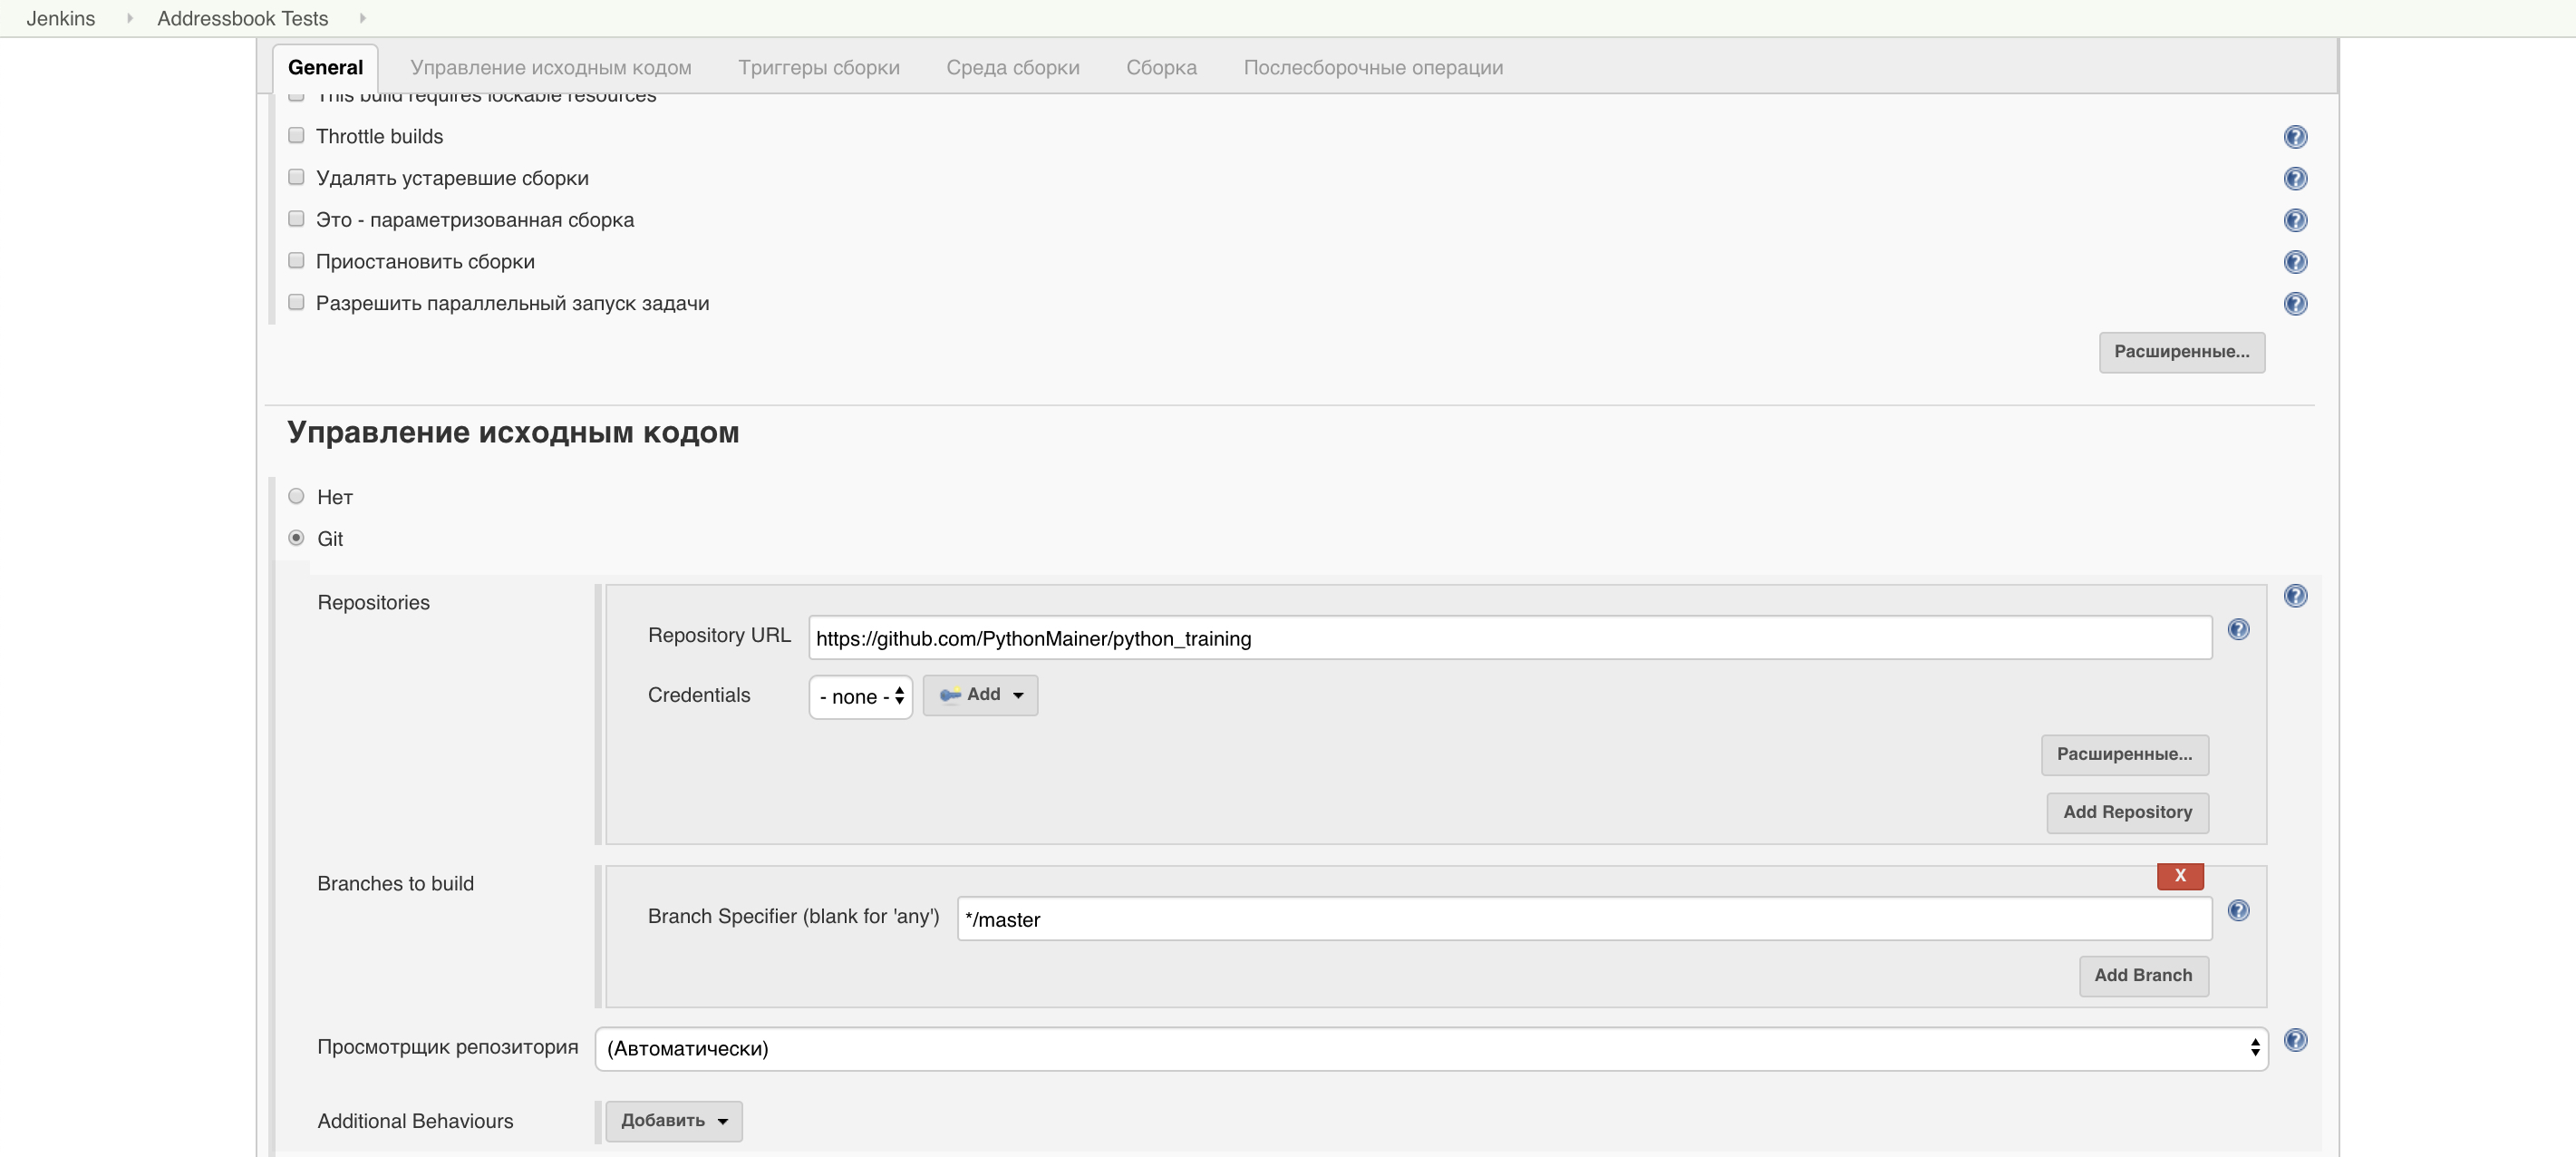 Jenkins Addressbook Tests
General Управление исходным кодом Триггеры сборки Среда сборки Сборка Послесборочные операции
This build requires lockable resources
Throttle builds
Удалять устаревшие сборки
Это - параметризованная сборка
Приостановить сборки
Разрешить параллельный запуск задачи
Расширенные...
Управление исходным кодом
Нет
Git
Repositories
Repository URL https://github.com/PythonMainer/python_training
Credentials - none - Add
Расширенные...
Add Repository
Branches to build
X
Branch Specifier (blank for 'any') */master
Add Branch
Просмотрщик репозитория (Автоматически)
Additional Behaviours Добавить